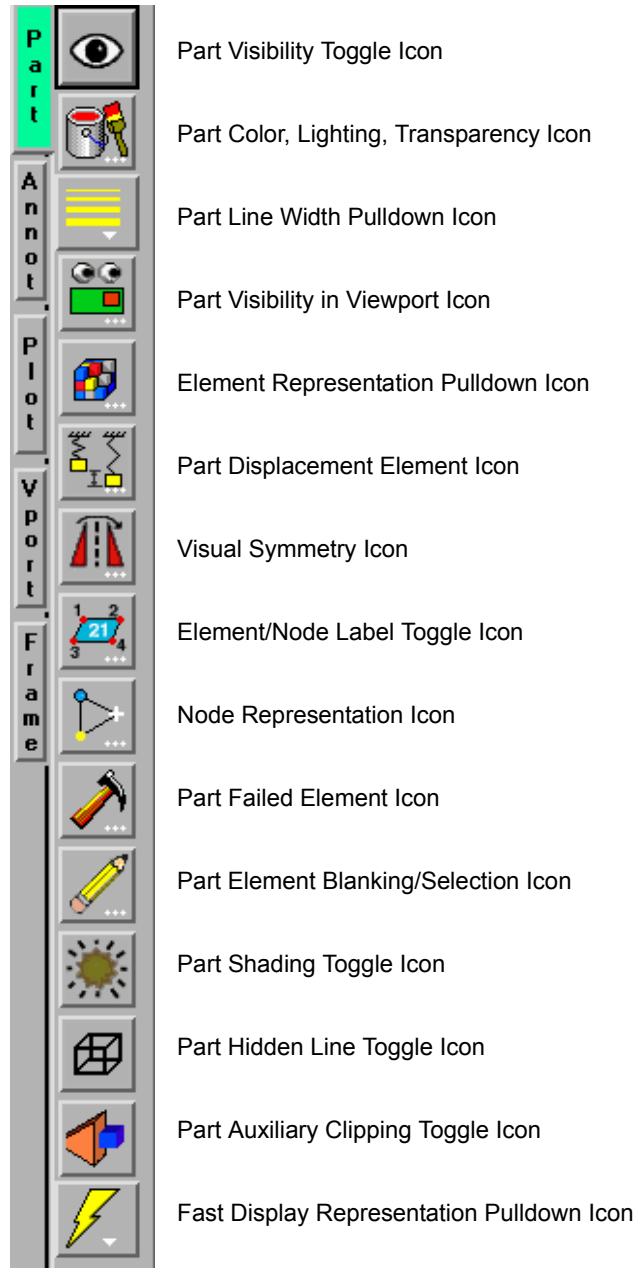 Part
Annot
Plot
Vport
Frame
Part Visibility Toggle Icon
Part Color, Lighting, Transparency Icon
Part Line Width Pulldown Icon
Part Visibility in Viewport Icon
Element Representation Pulldown Icon
Part Displacement Element Icon
Visual Symmetry Icon
1 2
21
3 4
Element/Node Label Toggle Icon
Node Representation Icon
Part Failed Element Icon
Part Element Blanking/Selection Icon
Part Shading Toggle Icon
Part Hidden Line Toggle Icon
Part Auxiliary Clipping Toggle Icon
Fast Display Representation Pulldown Icon